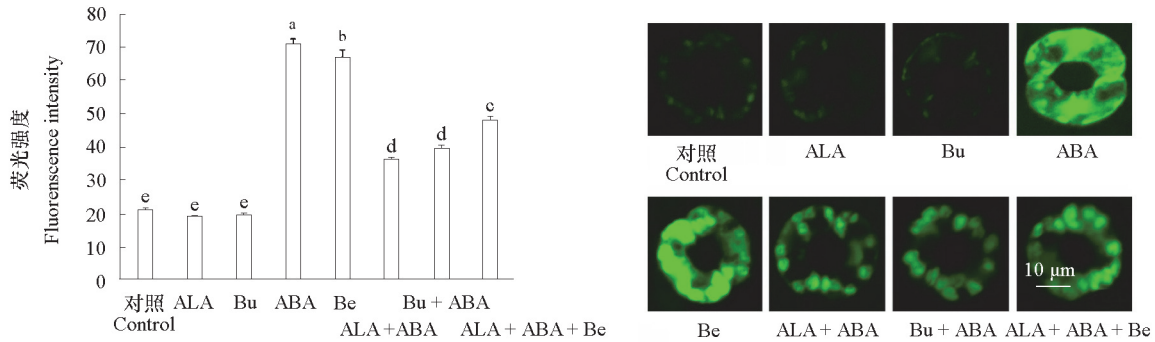 荧光强度
Fluorenscence intensity
80
70
60
50
40
30
20
10
0
e
e
e
a
b
d
d
c
对照
Control
ALA
Bu
ABA
Be
Bu + ABA
ALA + ABA
ALA + ABA + Be
对照
Control
ALA
Bu
ABA
10 μm
Be
ALA + ABA
Bu + ABA
ALA + ABA + Be